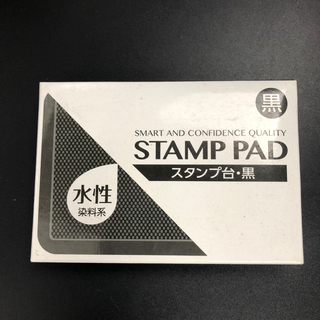 黒
SMART AND CONFIDENCE QUALITY
STAMP PAD
スタンプ台・黒
水性
染料系